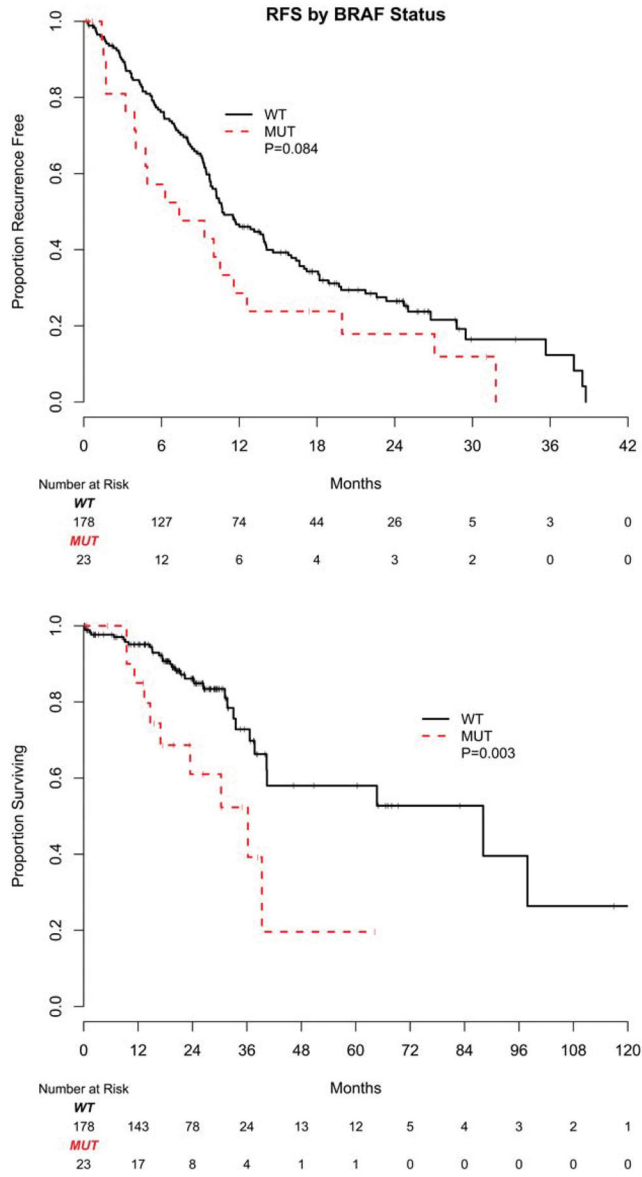 RFS by BRAF Status
1.0
0.8
0.6
0.4
0.2
0.0
Proportion Recurrence Free
WT
MUT
P=0.084
0 6 12 18 24 30 36 42
Number at Risk Months
WT
178 127 74 44 26 5 3 0
MUT
23 12 6 4 3 2 0 0
1.0
0.8
0.6
0.4
0.2
0.0
Proportion Surviving
WT
MUT
P=0.003
0 12 24 36 48 60 72 84 96 108 120
Number at Risk Months
WT
178 143 78 24 13 12 5 4 3 2 1
MUT
23 17 8 4 1 1 0 0 0 0 0